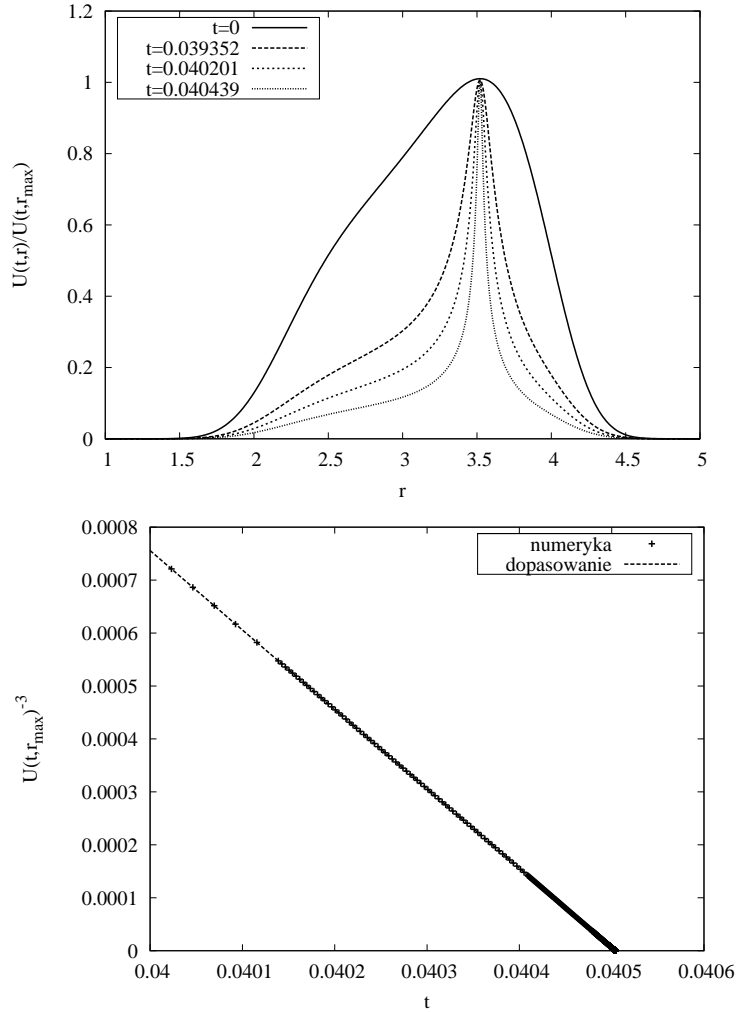 1.2
1
0.8
0.6
0.4
0.2
0
U(t,r)/U(t,r_max)
t=0
t=0.039352
t=0.040201
t=0.040439
1 1.5 2 2.5 3 3.5 4 4.5 5
r
0.0008
0.0007
0.0006
0.0005
0.0004
0.0003
0.0002
0.0001
0
U(t,r_max)^-3
numeryka
dopasowanie
0.04 0.0401 0.0402 0.0403 0.0404 0.0405 0.0406
t